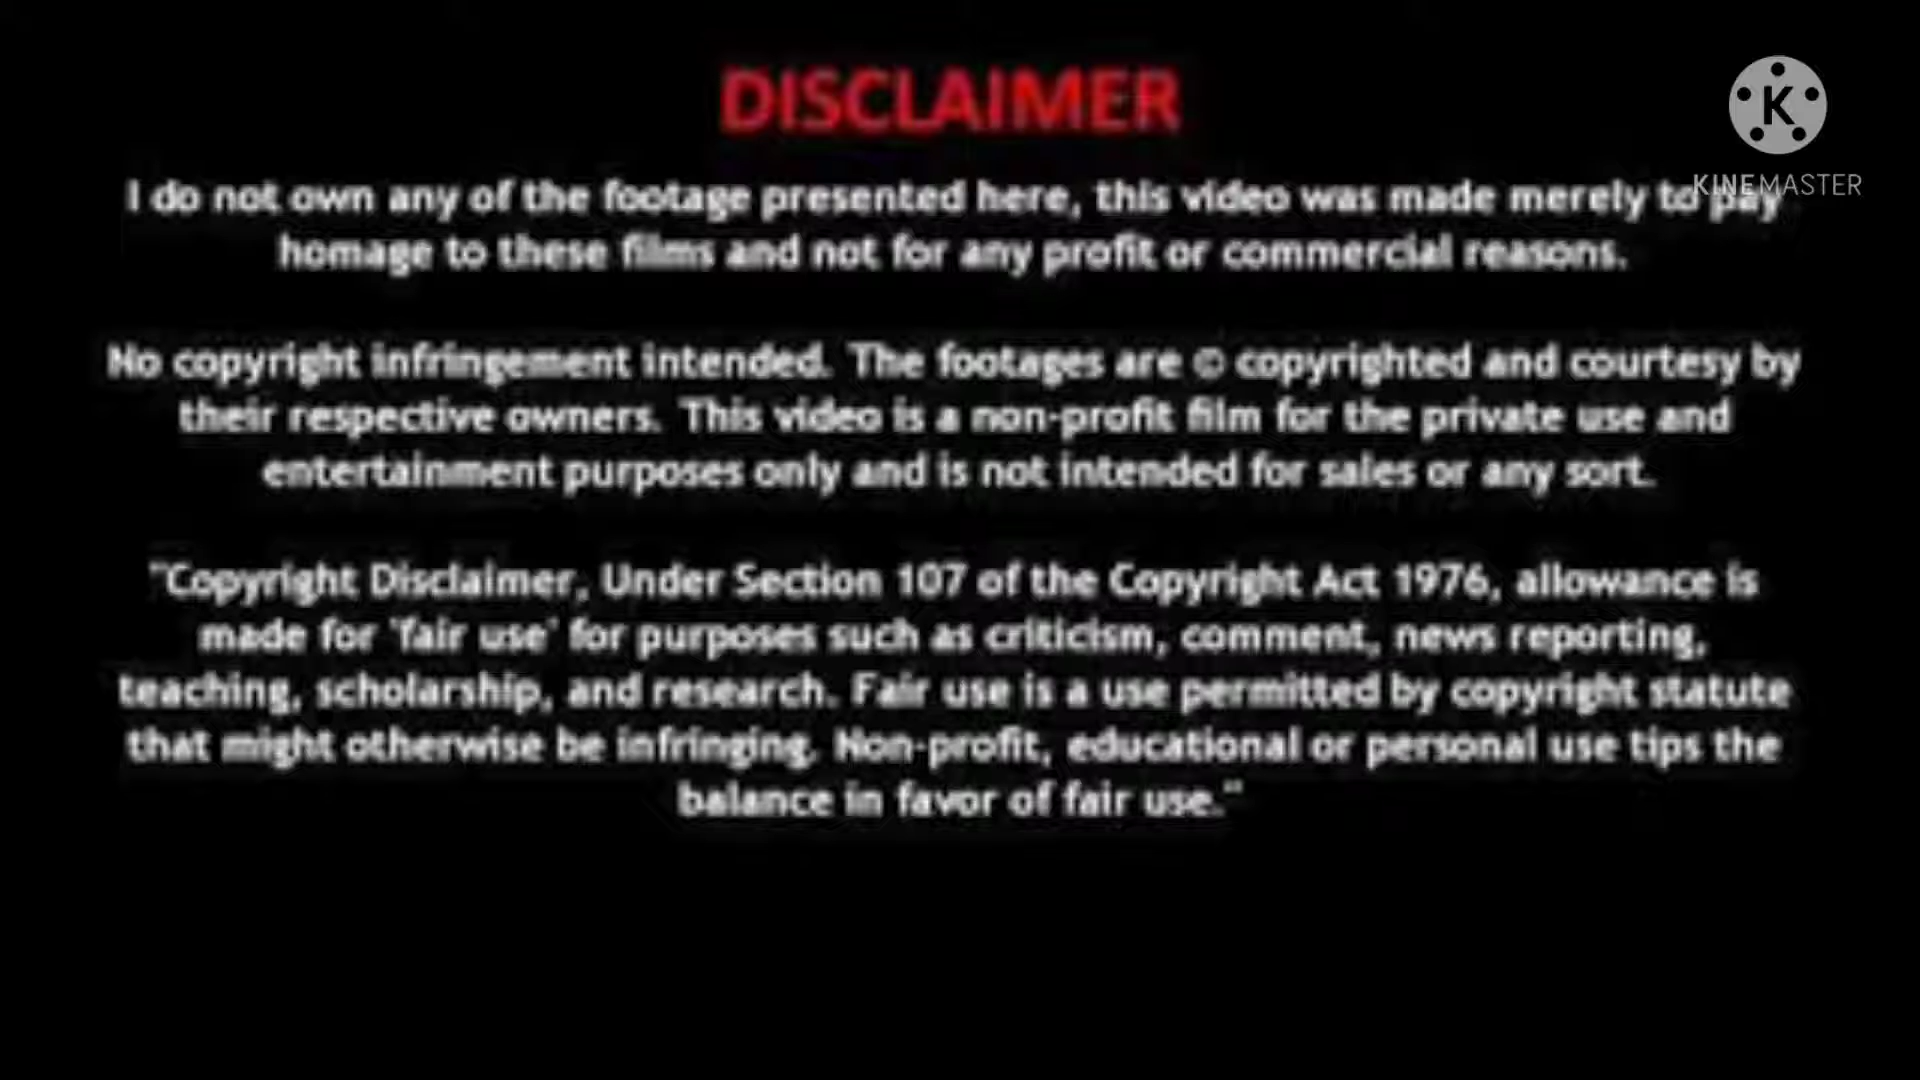 DISCLAIMER
I do not own any of the footage presented here, this video was made merely to pay
homage to these films and not for any profit or commercial reasons.
No copyright infringement intended. The footages are © copyrighted and courtesy by
their respective owners. This video is a non-profit film for the private use and
entertainment purposes only and is not intended for sales or any sort.
"Copyright Disclaimer, Under Section 107 of the Copyright Act 1976, allowance is
made for 'fair use' for purposes such as criticism, comment, news reporting,
teaching, scholarship, and research. Fair use is a use permitted by copyright statute
that might otherwise be infringing. Non-profit, educational or personal use tips the
balance in favor of fair use."
K
KINEMASTER